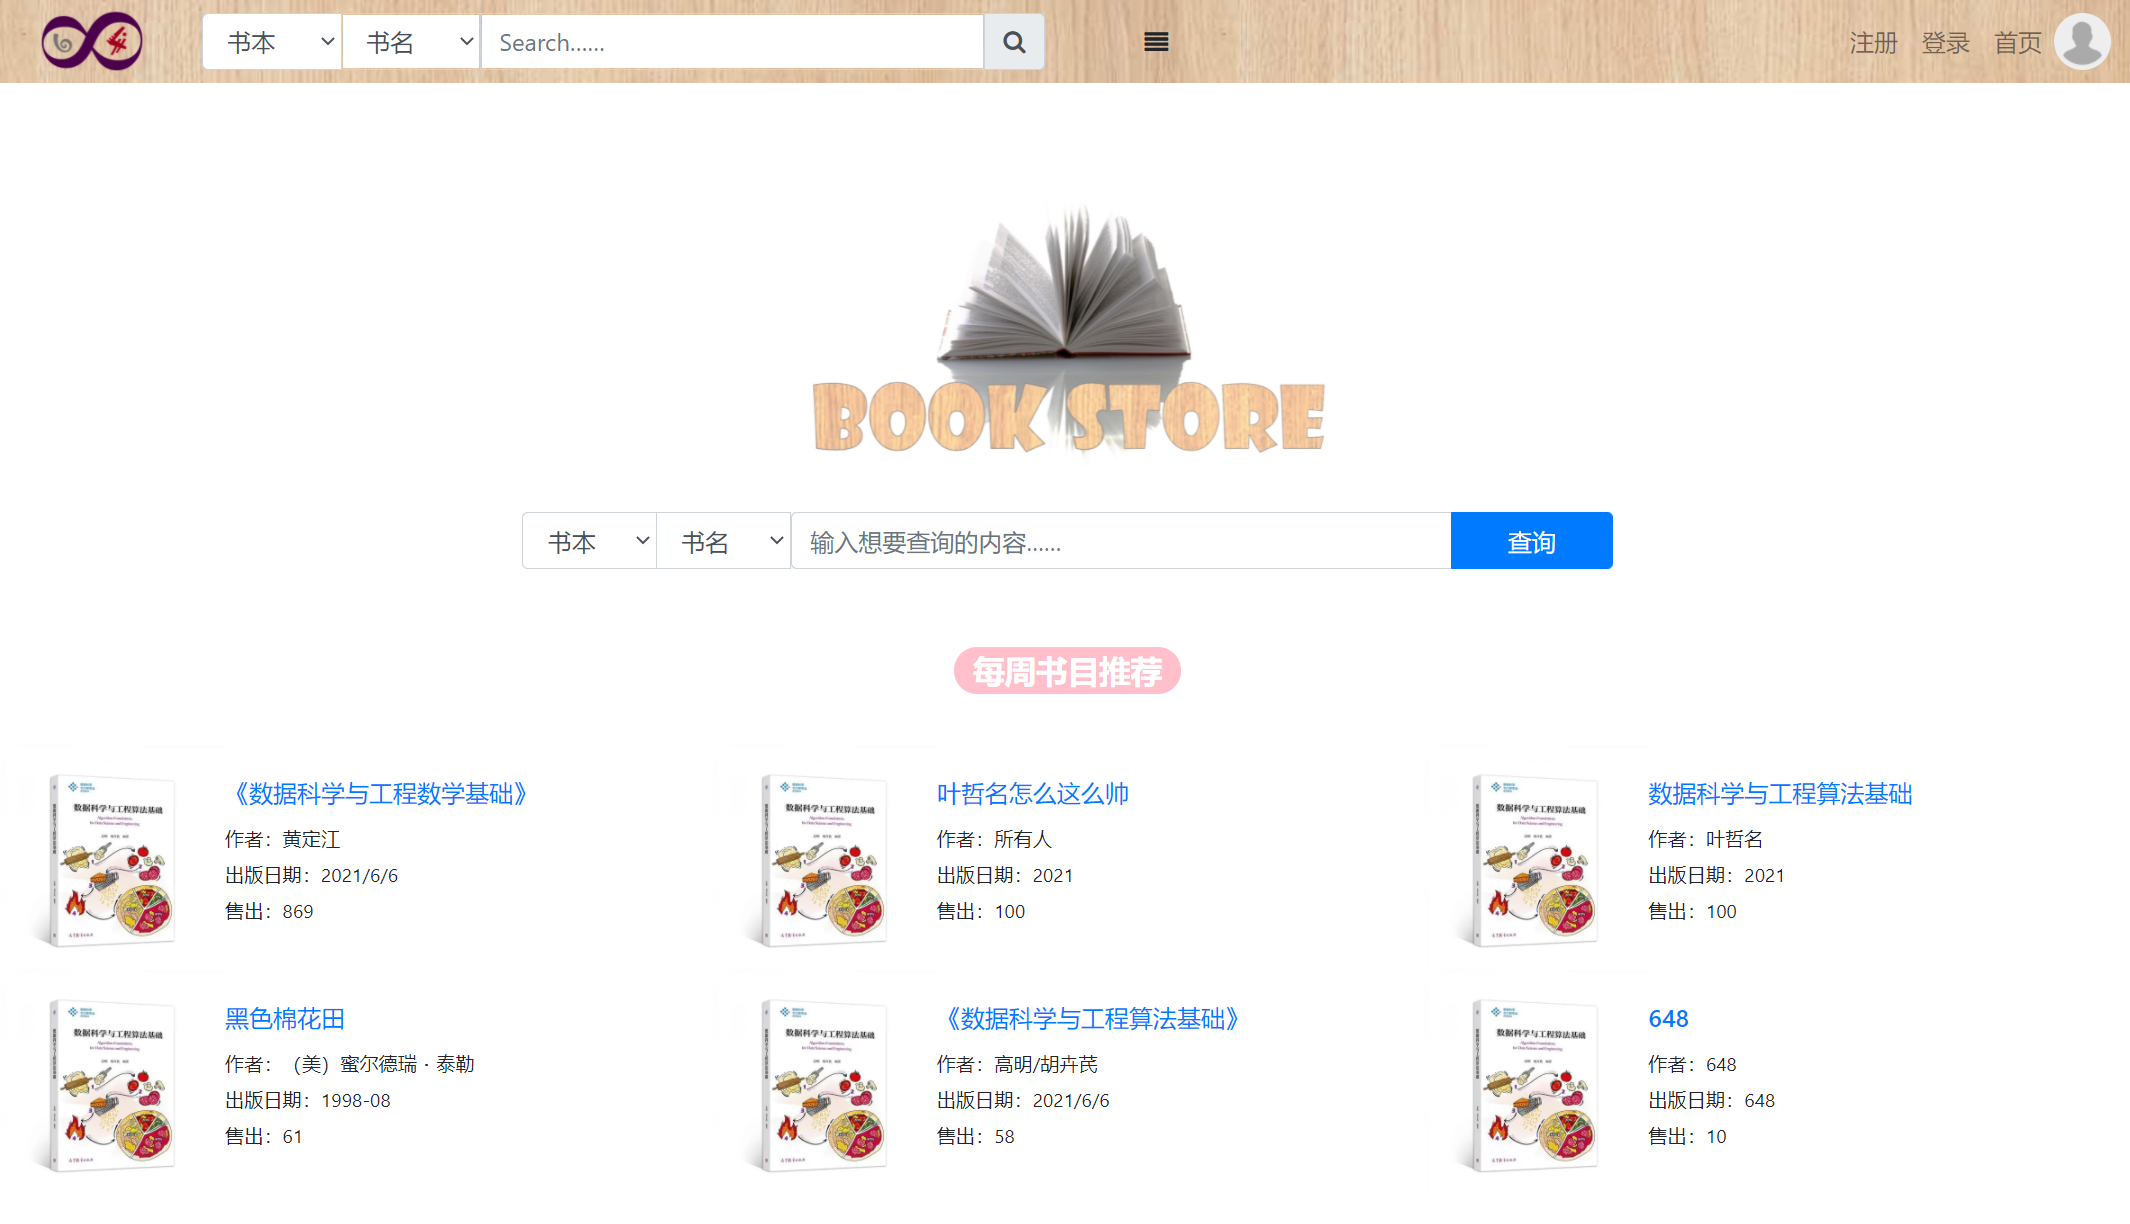 书本 书名 Search...... 注册 登录 首页
BOOK STORE
书本 书名 输入想要查询的内容...... 查询
每周书目推荐
数据科学与工程算法基础
《数据科学与工程数学基础》
作者：黄定江
出版日期：2021/6/6
售出：869
数据科学与工程算法基础
叶哲名怎么这么帅
作者：所有人
出版日期：2021
售出：100
数据科学与工程算法基础
数据科学与工程算法基础
作者：叶哲名
出版日期：2021
售出：100
数据科学与工程算法基础
黑色棉花田
作者：（美）蜜尔德瑞·泰勒
出版日期：1998-08
售出：61
数据科学与工程算法基础
《数据科学与工程算法基础》
作者：高明/胡卉芪
出版日期：2021/6/6
售出：58
数据科学与工程算法基础
648
作者：648
出版日期：648
售出：10